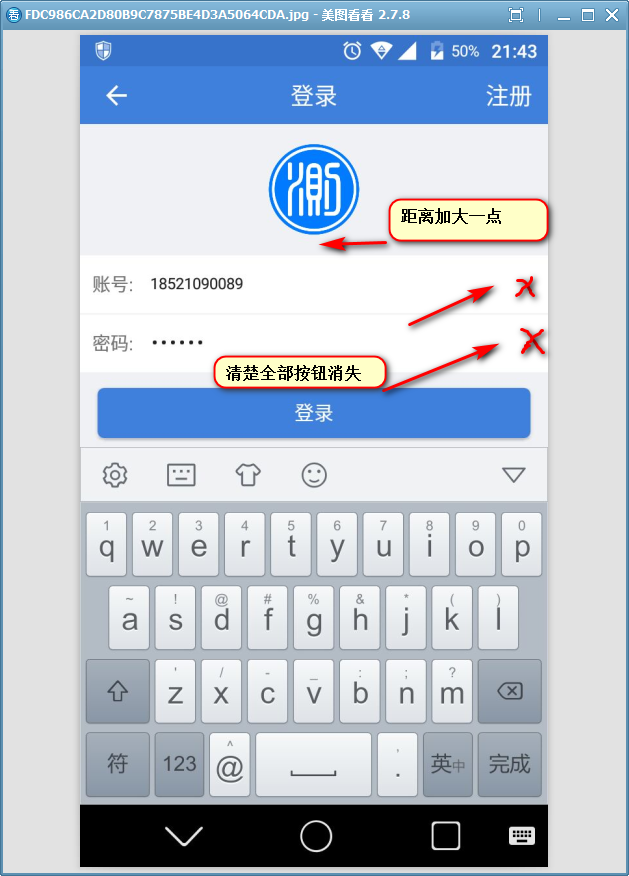 FDC986CA2D80B9C7875BE4D3A5064CDA.jpg - 美图看看 2.7.8
50% 21:43
登录 注册
测
距离加大一点
账号: 18521090089
x
密码: ••••••
x
清楚全部按钮消失
登录
1 2 3 4 5 6 7 8 9 0
q w e r t y u i o p
~ ! @ # % & * ( )
a s d f g h j k l
' / - _ : ; ?
z x c v b n m
^ ,
符 123 @ . 英中 完成